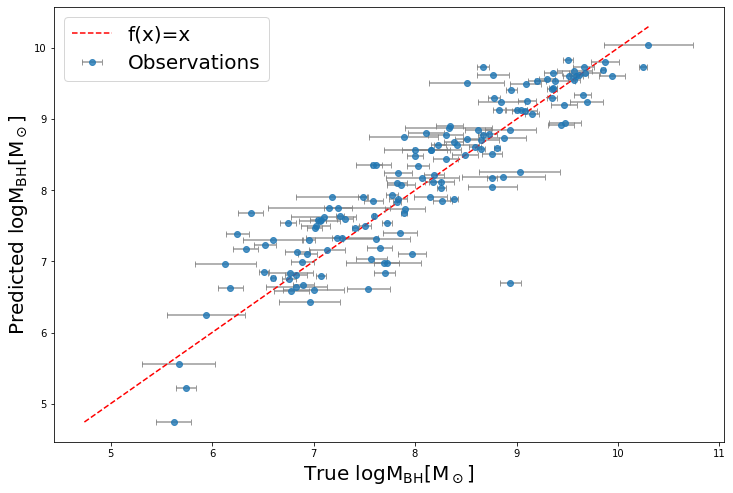 f(x)=x
Observations
Predicted logM_BH[M_⊙]
10
9
8
7
6
5
5 6 7 8 9 10 11
True logM_BH[M_⊙]